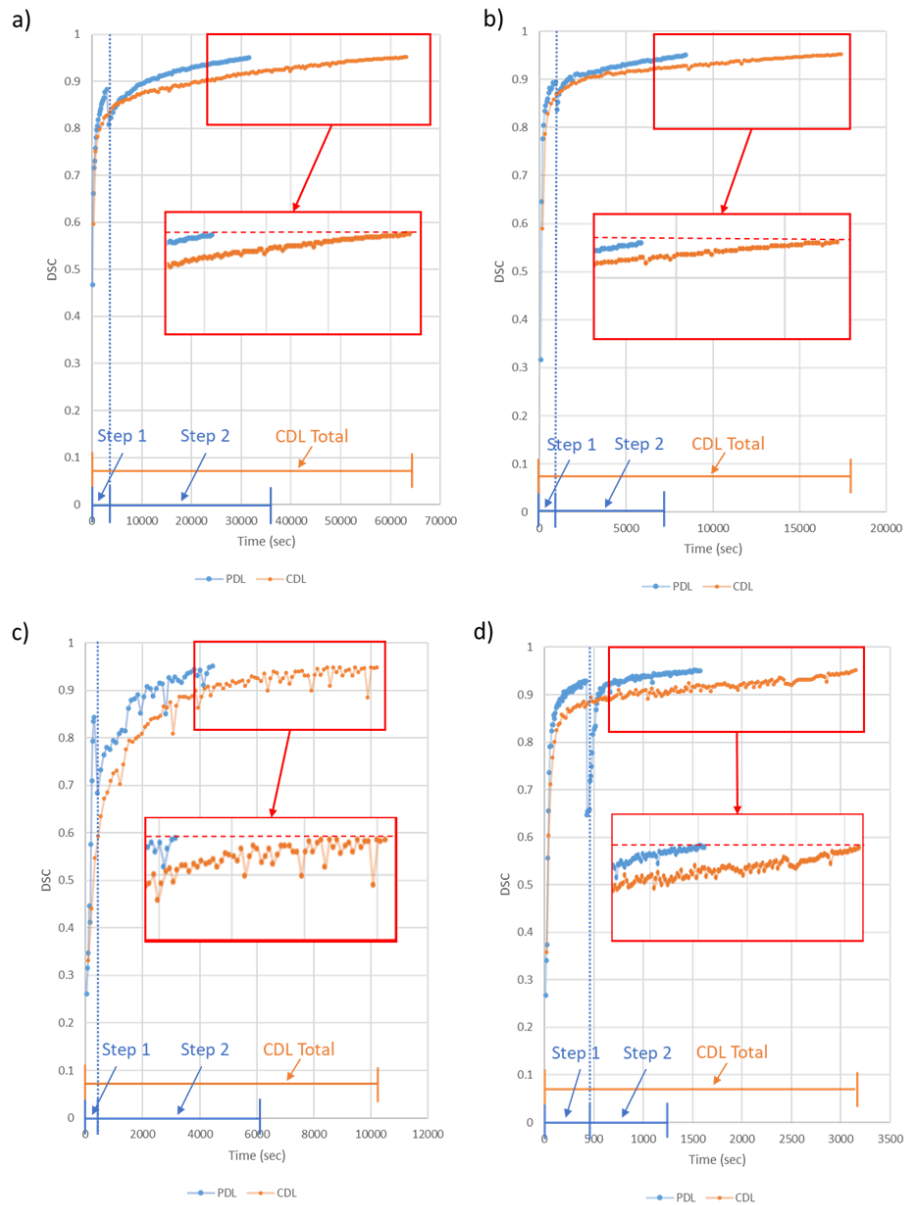 a)
1
0.9
0.8
0.7
0.6
0.5
0.4
0.3
0.2
0.1
0
DSC
Step 1
Step 2
CDL Total
0 10000 20000 30000 40000 50000 60000 70000
Time (sec)
PDL CDL
b)
1
0.9
0.8
0.7
0.6
0.5
0.4
0.3
0.2
0.1
0
DSC
Step 1
Step 2
CDL Total
0 5000 10000 15000 20000
Time (sec)
PDL CDL
c)
1
0.9
0.8
0.7
0.6
0.5
0.4
0.3
0.2
0.1
0
DSC
Step 1
Step 2
CDL Total
0 2000 4000 6000 8000 10000 12000
Time (sec)
PDL CDL
d)
1
0.9
0.8
0.7
0.6
0.5
0.4
0.3
0.2
0.1
0
DSC
Step 1
Step 2
CDL Total
0 500 1000 1500 2000 2500 3000 3500
Time (sec)
PDL CDL